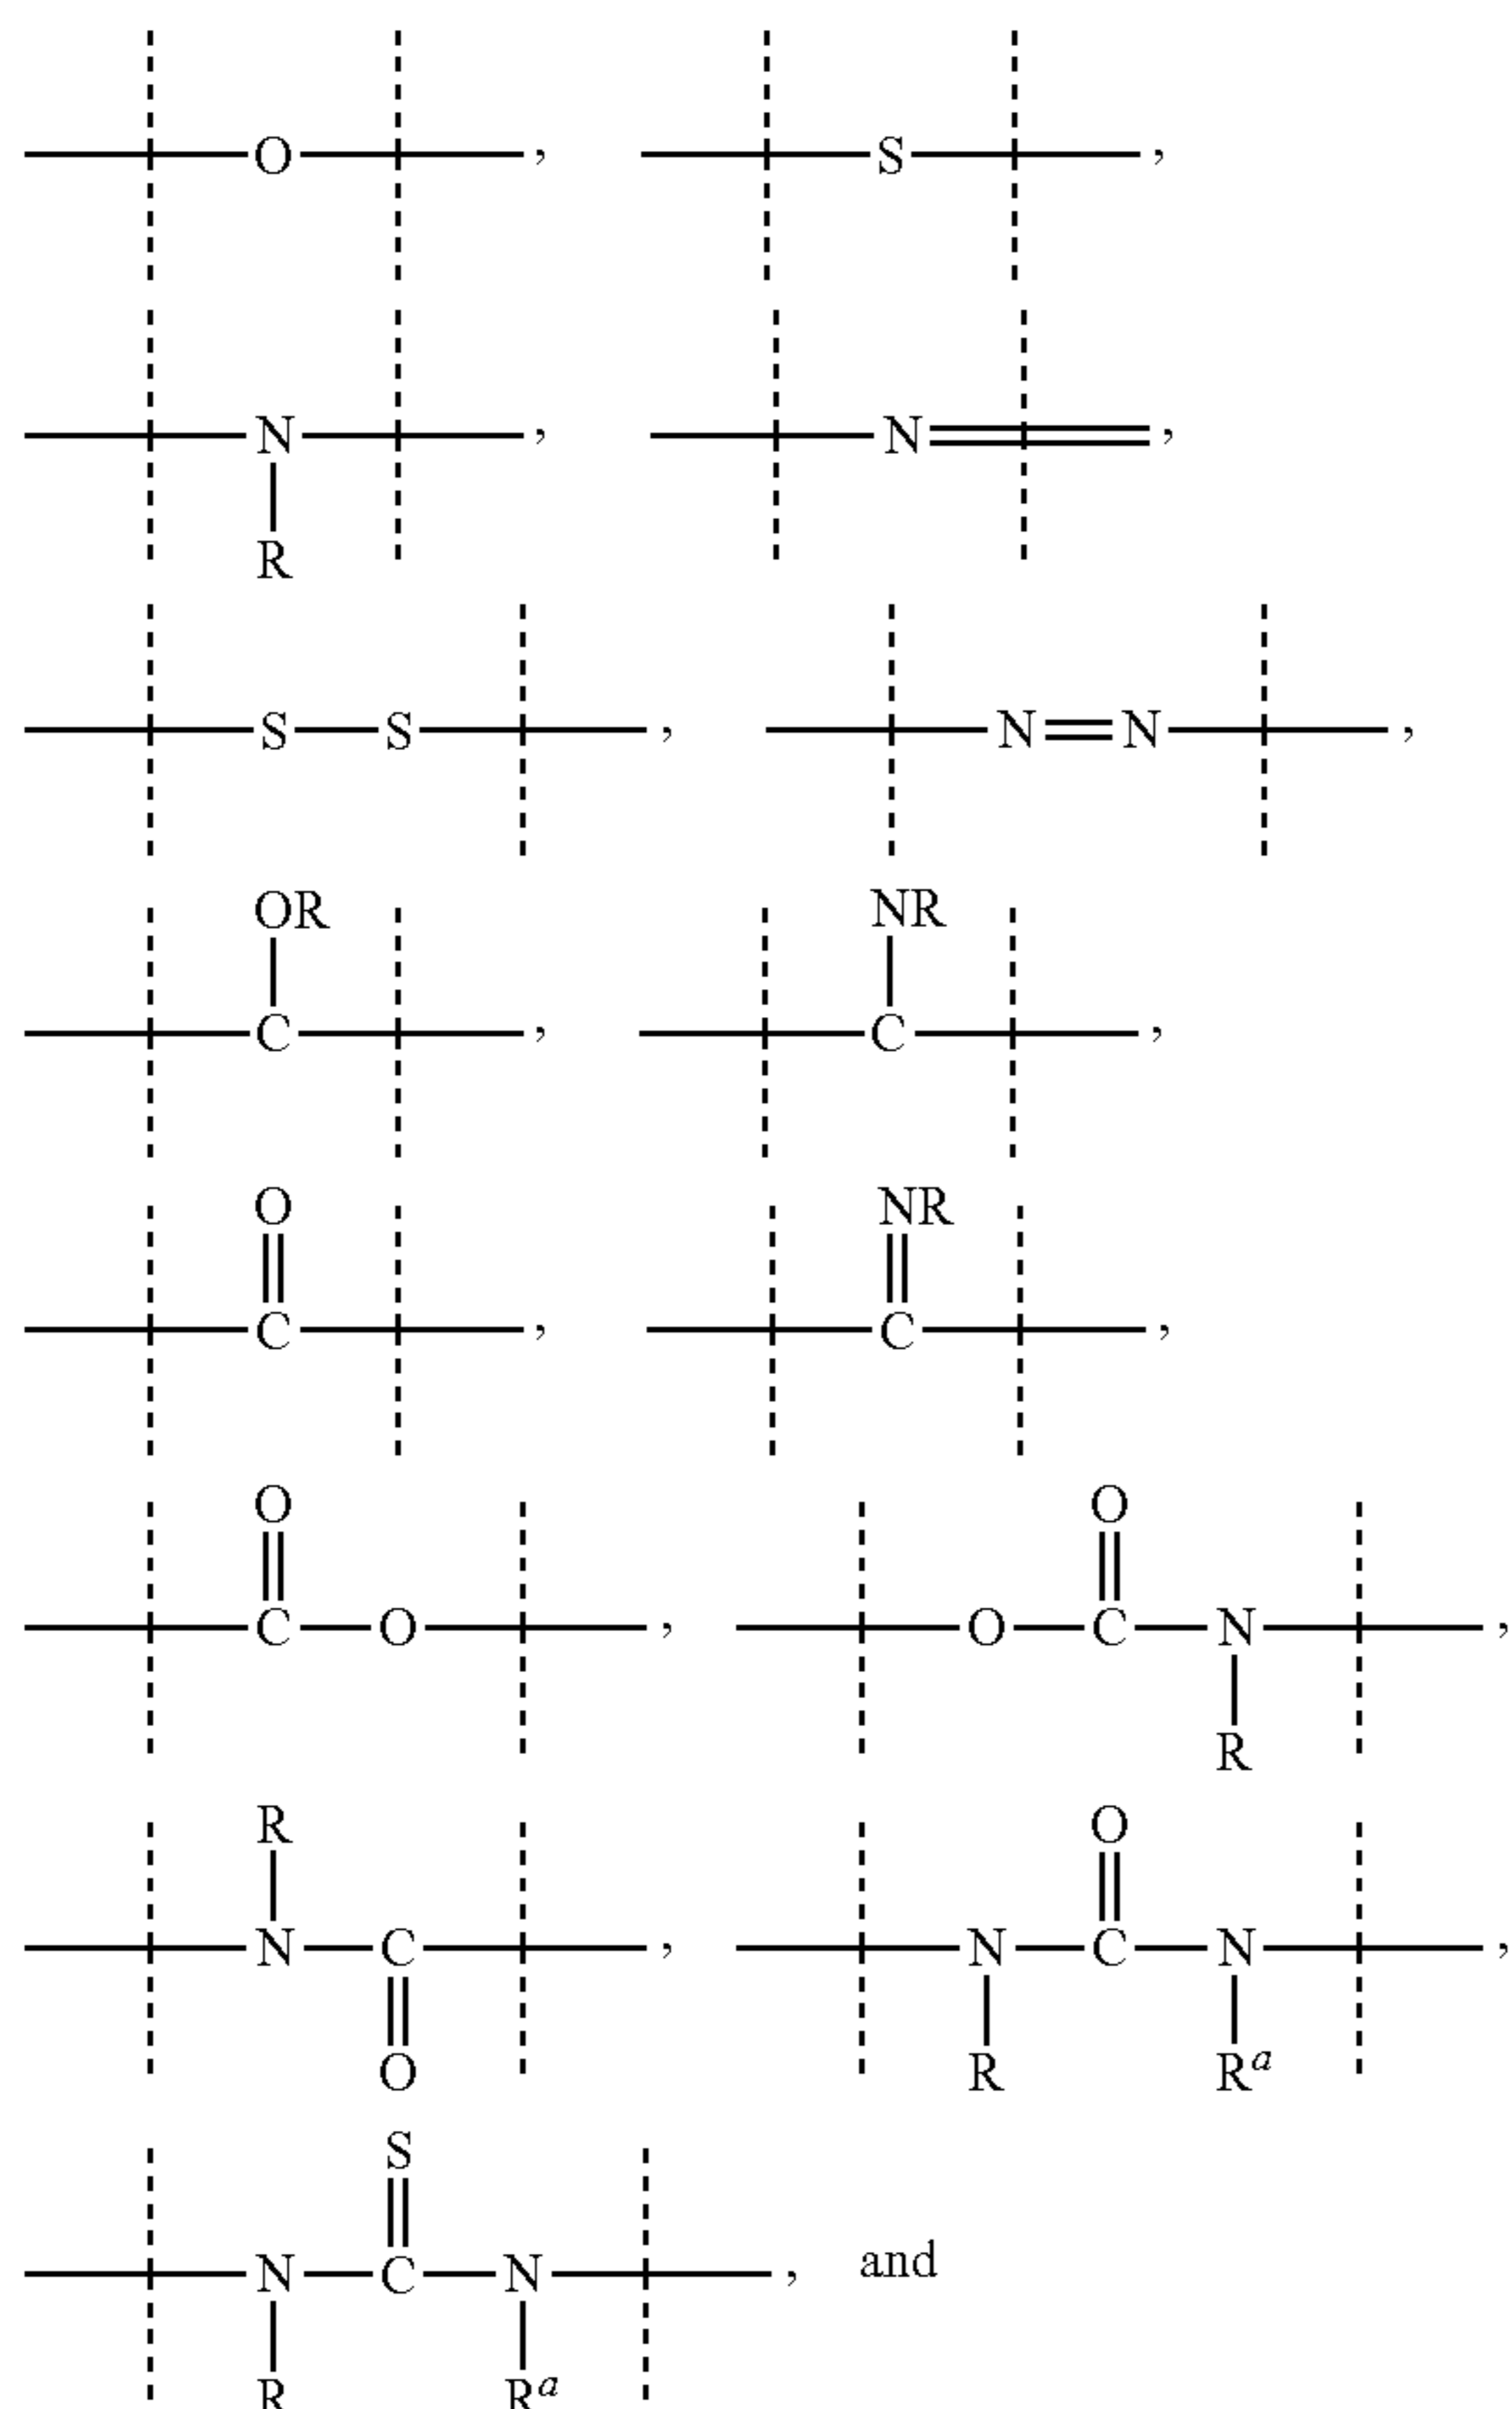 O , S ,
N , N ,
R
S S , N N ,
OR NR
C , C ,
O NR
C , C ,
O O
C O , O C N ,
R
R O
N C , N C N ,
O R Rᵃ
S
N C N , and
R Rᵃ